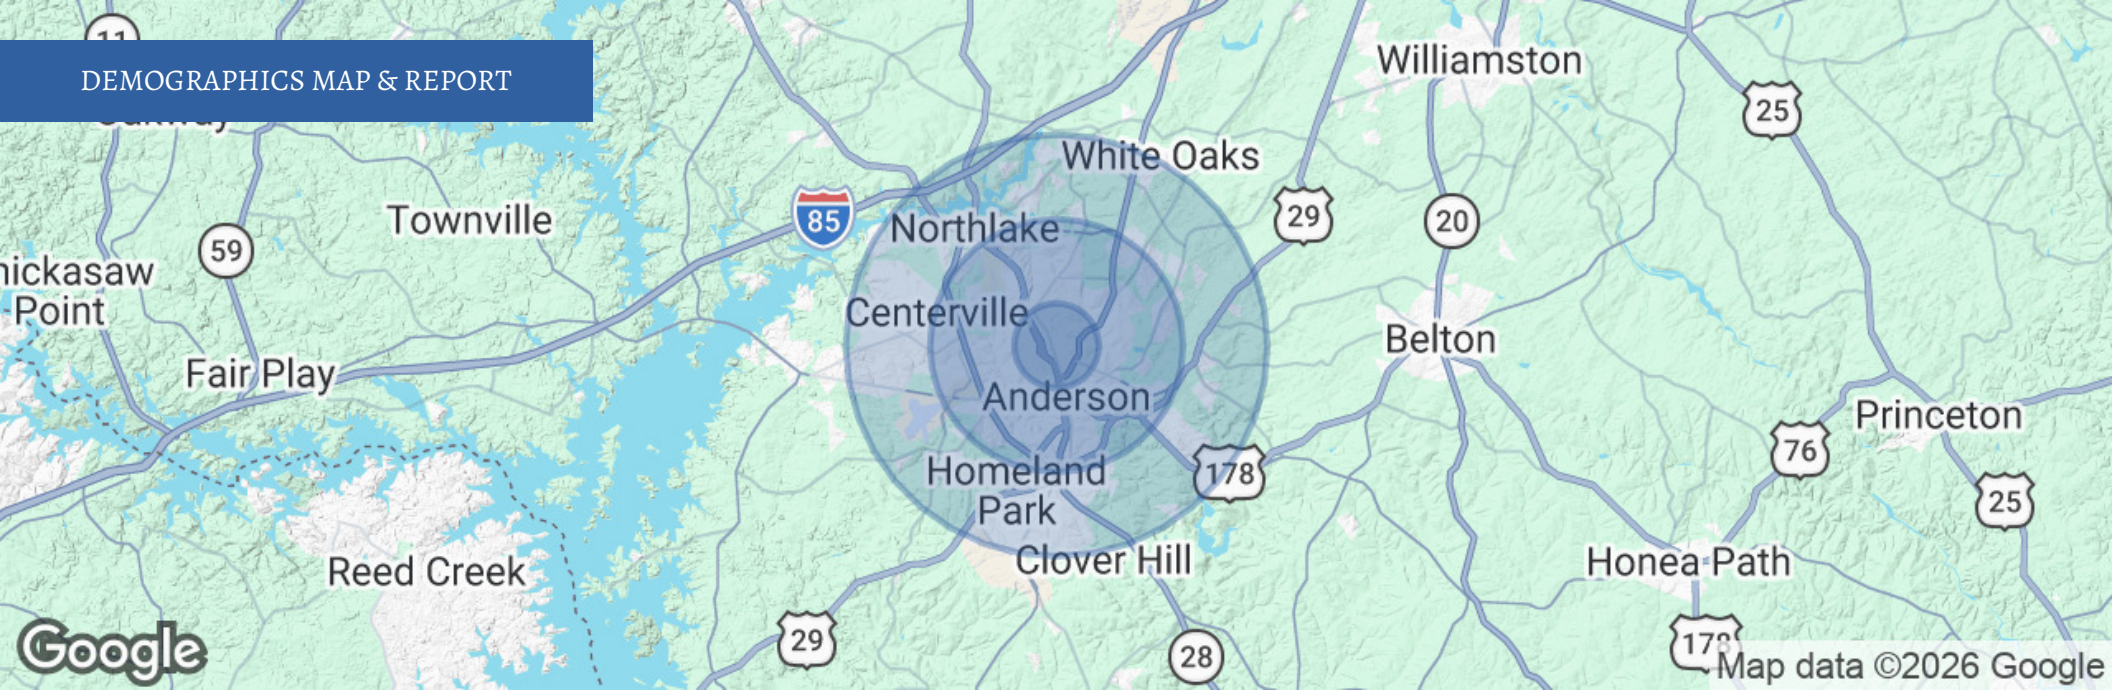 11
DEMOGRAPHICS MAP & REPORT
Williamston
25
White Oaks
Townville
85
29
20
Northlake
59
Point
Centerville
Belton
Fair Play
Anderson
Princeton
76
178
Homeland
Park
25
Clover Hill
Honea Path
Reed Creek
29
28
178
Google
Map data ©2026 Google